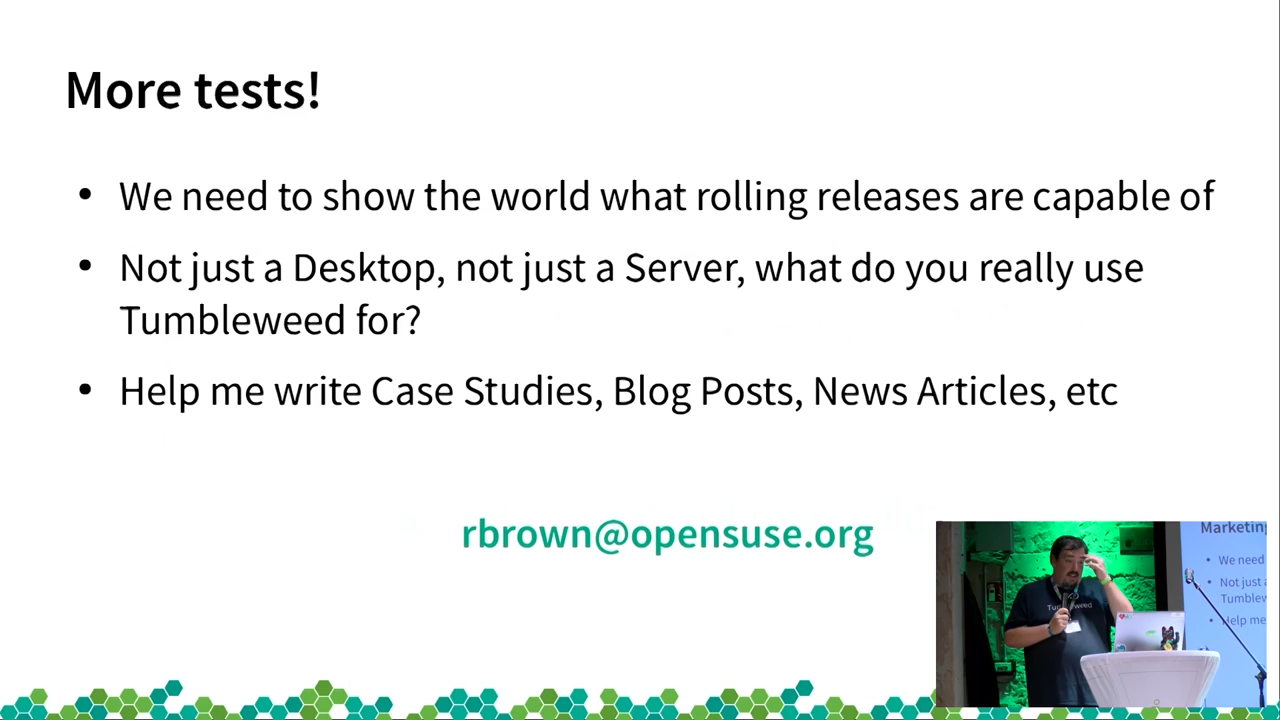 More tests!
• We need to show the world what rolling releases are capable of
• Not just a Desktop, not just a Server, what do you really use
Tumbleweed for?
• Help me write Case Studies, Blog Posts, News Articles, etc
rbrown@opensuse.org
Marketing
• We need
• Not just
Tumblew
• Help me
Tumbleweed